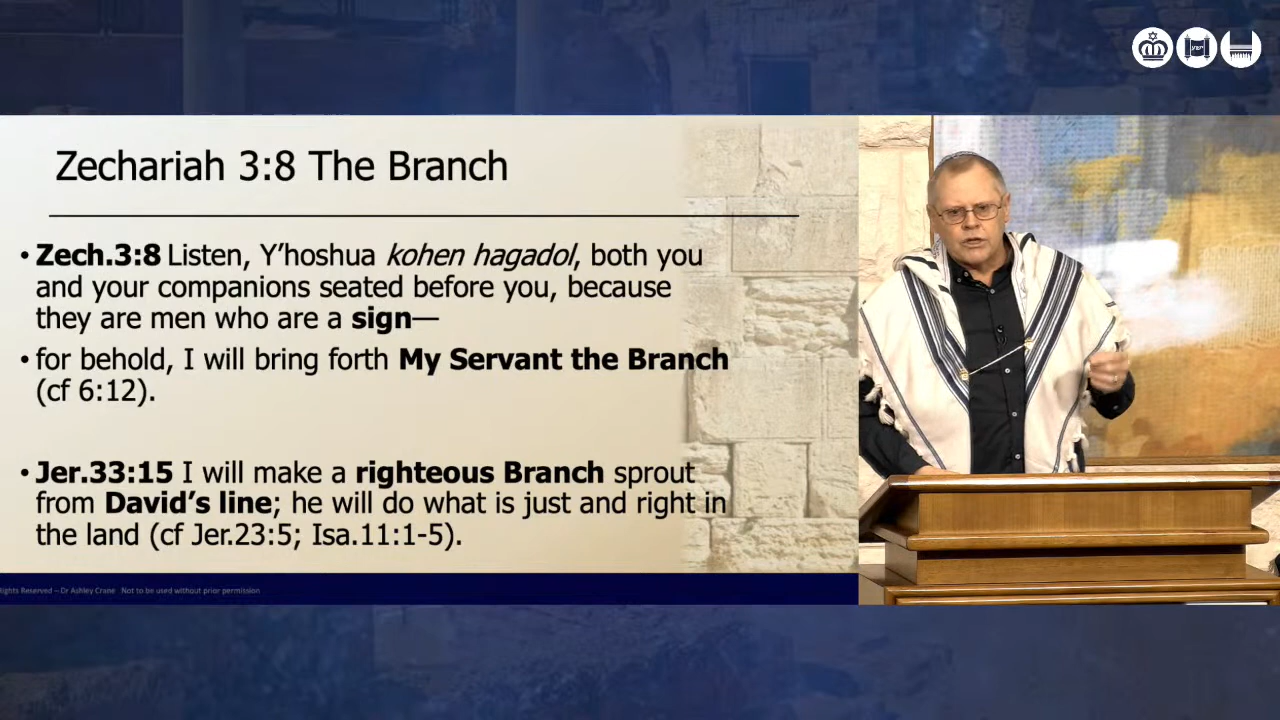 Zechariah 3:8 The Branch
• Zech.3:8 Listen, Y’hoshua kohen hagadol, both you
and your companions seated before you, because
they are men who are a sign—
• for behold, I will bring forth My Servant the Branch
(cf 6:12).
• Jer.33:15 I will make a righteous Branch sprout
from David’s line; he will do what is just and right in
the land (cf Jer.23:5; Isa.11:1-5).
ights Reserved – Dr Ashley Crane Not to be used without prior permission